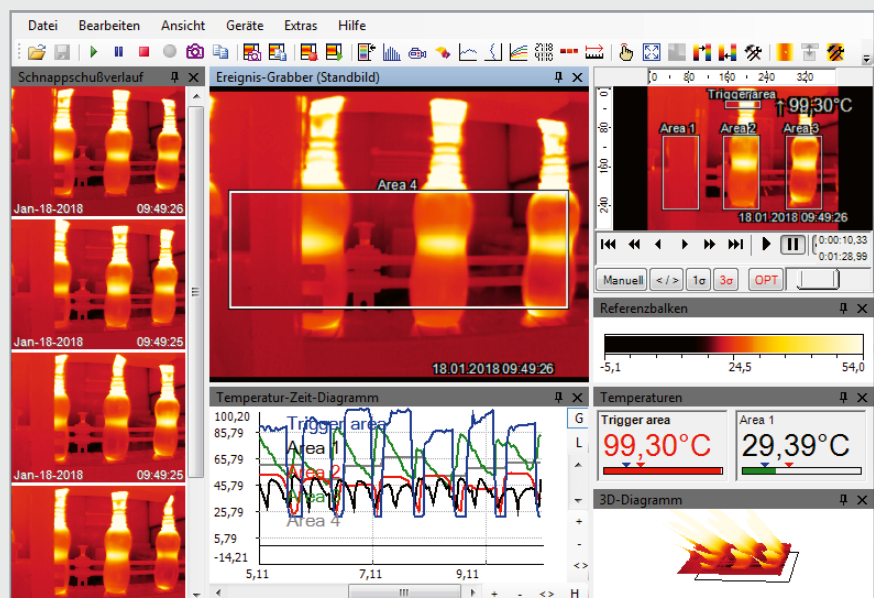 Datei Bearbeiten Ansicht Geräte Extras Hilfe
Schnappschußverlauf
Jan-18-2018 09:49:26
Jan-18-2018 09:49:26
Jan-18-2018 09:49:25
Ereignis-Grabber (Standbild)
Area 4
18.01.2018 09:49:26
Temperatur-Zeit-Diagramm
100,20
85,79
65,79
45,79
25,79
5,79
-14,21
Trigger area
Area 1
Area 2
Area 3
Area 4
5,11 7,11 9,11
G
L
+
-
<>
+ - <> H
0 80 160 240 320
0
80
160
240
Trigger area
↑99,30°C
Area 1 Area 2 Area 3
18.01.2018 09:49:26
0:00:10,33
0:01:28,99
Manuell </> 1σ 3σ OPT
Referenzbalken
-5,1 24,5 54,0
Temperaturen
Trigger area Area 1
99,30°C 29,39°C
3D-Diagramm